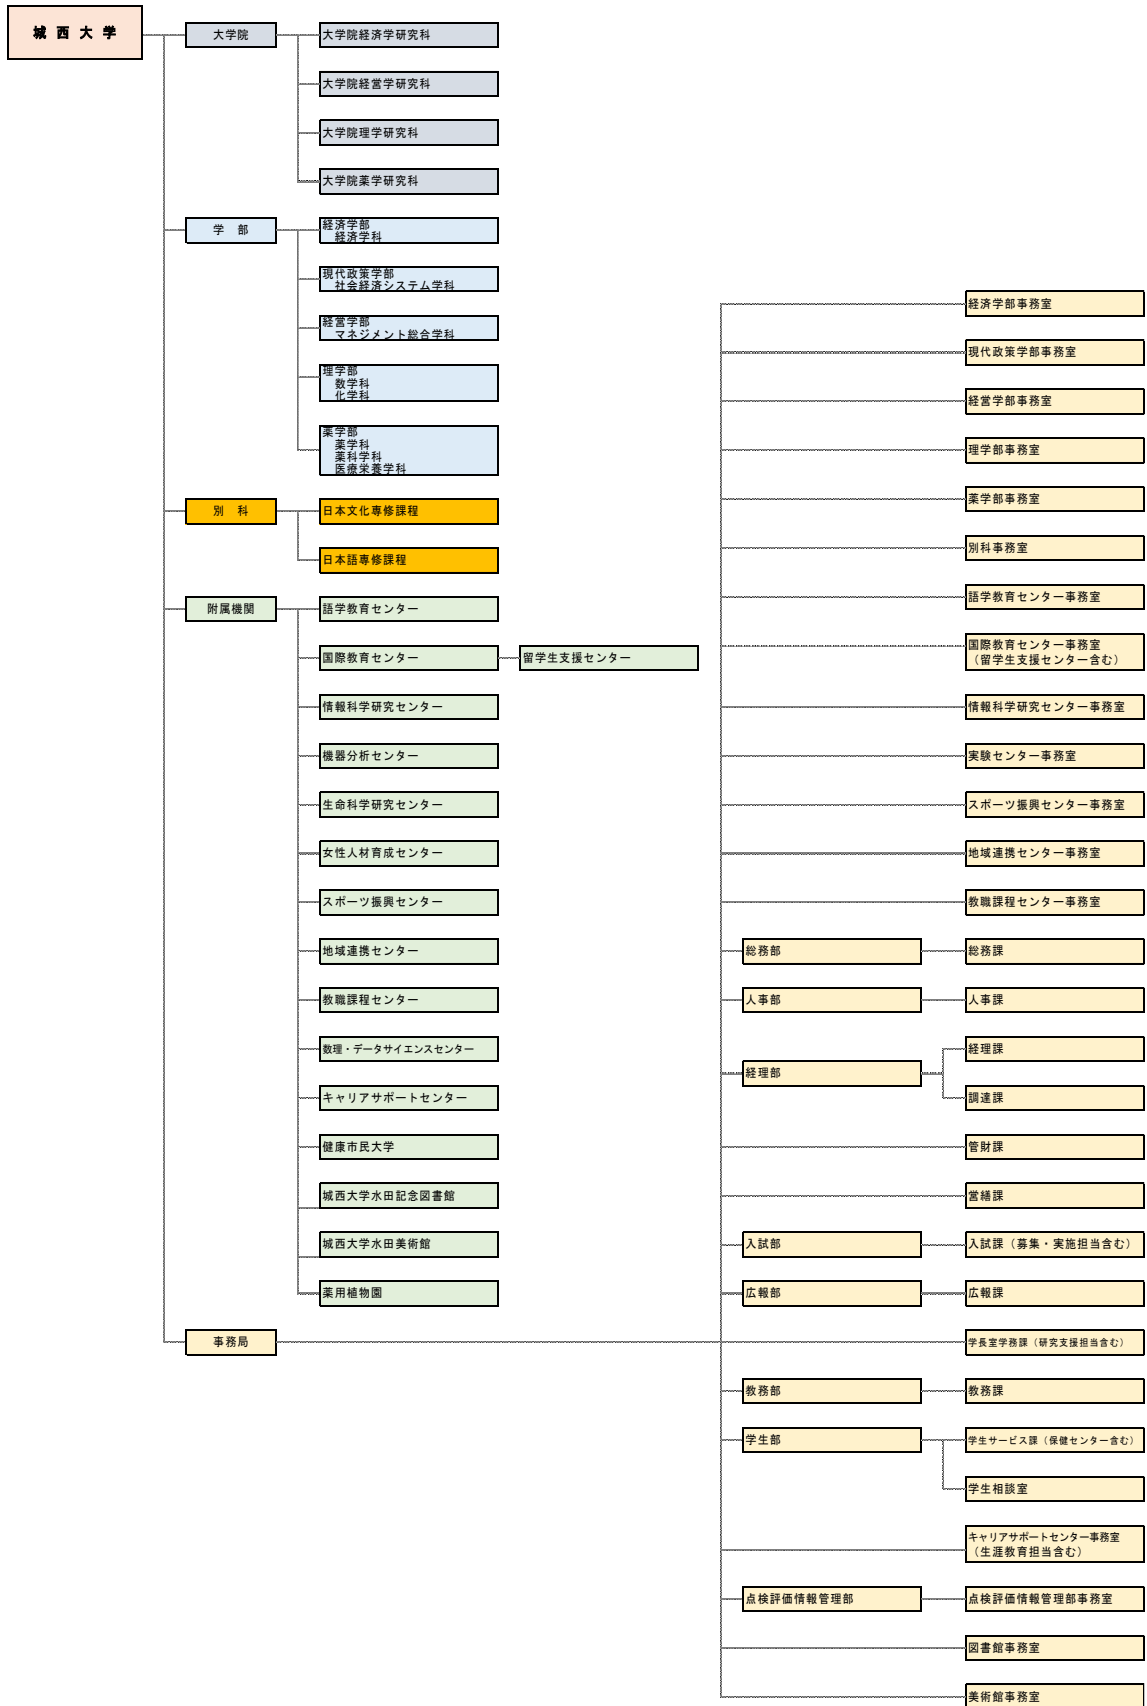 城 西 大 学
大学院
大学院経済学研究科
大学院経営学研究科
大学院理学研究科
大学院薬学研究科
学 部
経済学部
経済学科
現代政策学部
社会経済システム学科
経営学部
マネジメント総合学科
理学部
数学科
化学科
薬学部
薬学科
薬科学科
医療栄養学科
別 科
日本文化専修課程
日本語専修課程
附属機関
語学教育センター
国際教育センター
留学生支援センター
情報科学研究センター
機器分析センター
生命科学研究センター
女性人材育成センター
スポーツ振興センター
地域連携センター
教職課程センター
数理・データサイエンスセンター
キャリアサポートセンター
健康市民大学
城西大学水田記念図書館
城西大学水田美術館
薬用植物園
事務局
経済学部事務室
現代政策学部事務室
経営学部事務室
理学部事務室
薬学部事務室
別科事務室
語学教育センター事務室
国際教育センター事務室
（留学生支援センター含む）
情報科学研究センター事務室
実験センター事務室
スポーツ振興センター事務室
地域連携センター事務室
教職課程センター事務室
総務部
総務課
人事部
人事課
経理部
経理課
調達課
管財課
営繕課
入試部
入試課（募集・実施担当含む）
広報部
広報課
学長室学務課（研究支援担当含む）
教務部
教務課
学生部
学生サービス課（保健センター含む）
学生相談室
キャリアサポートセンター事務室
（生涯教育担当含む）
点検評価情報管理部
点検評価情報管理部事務室
図書館事務室
美術館事務室